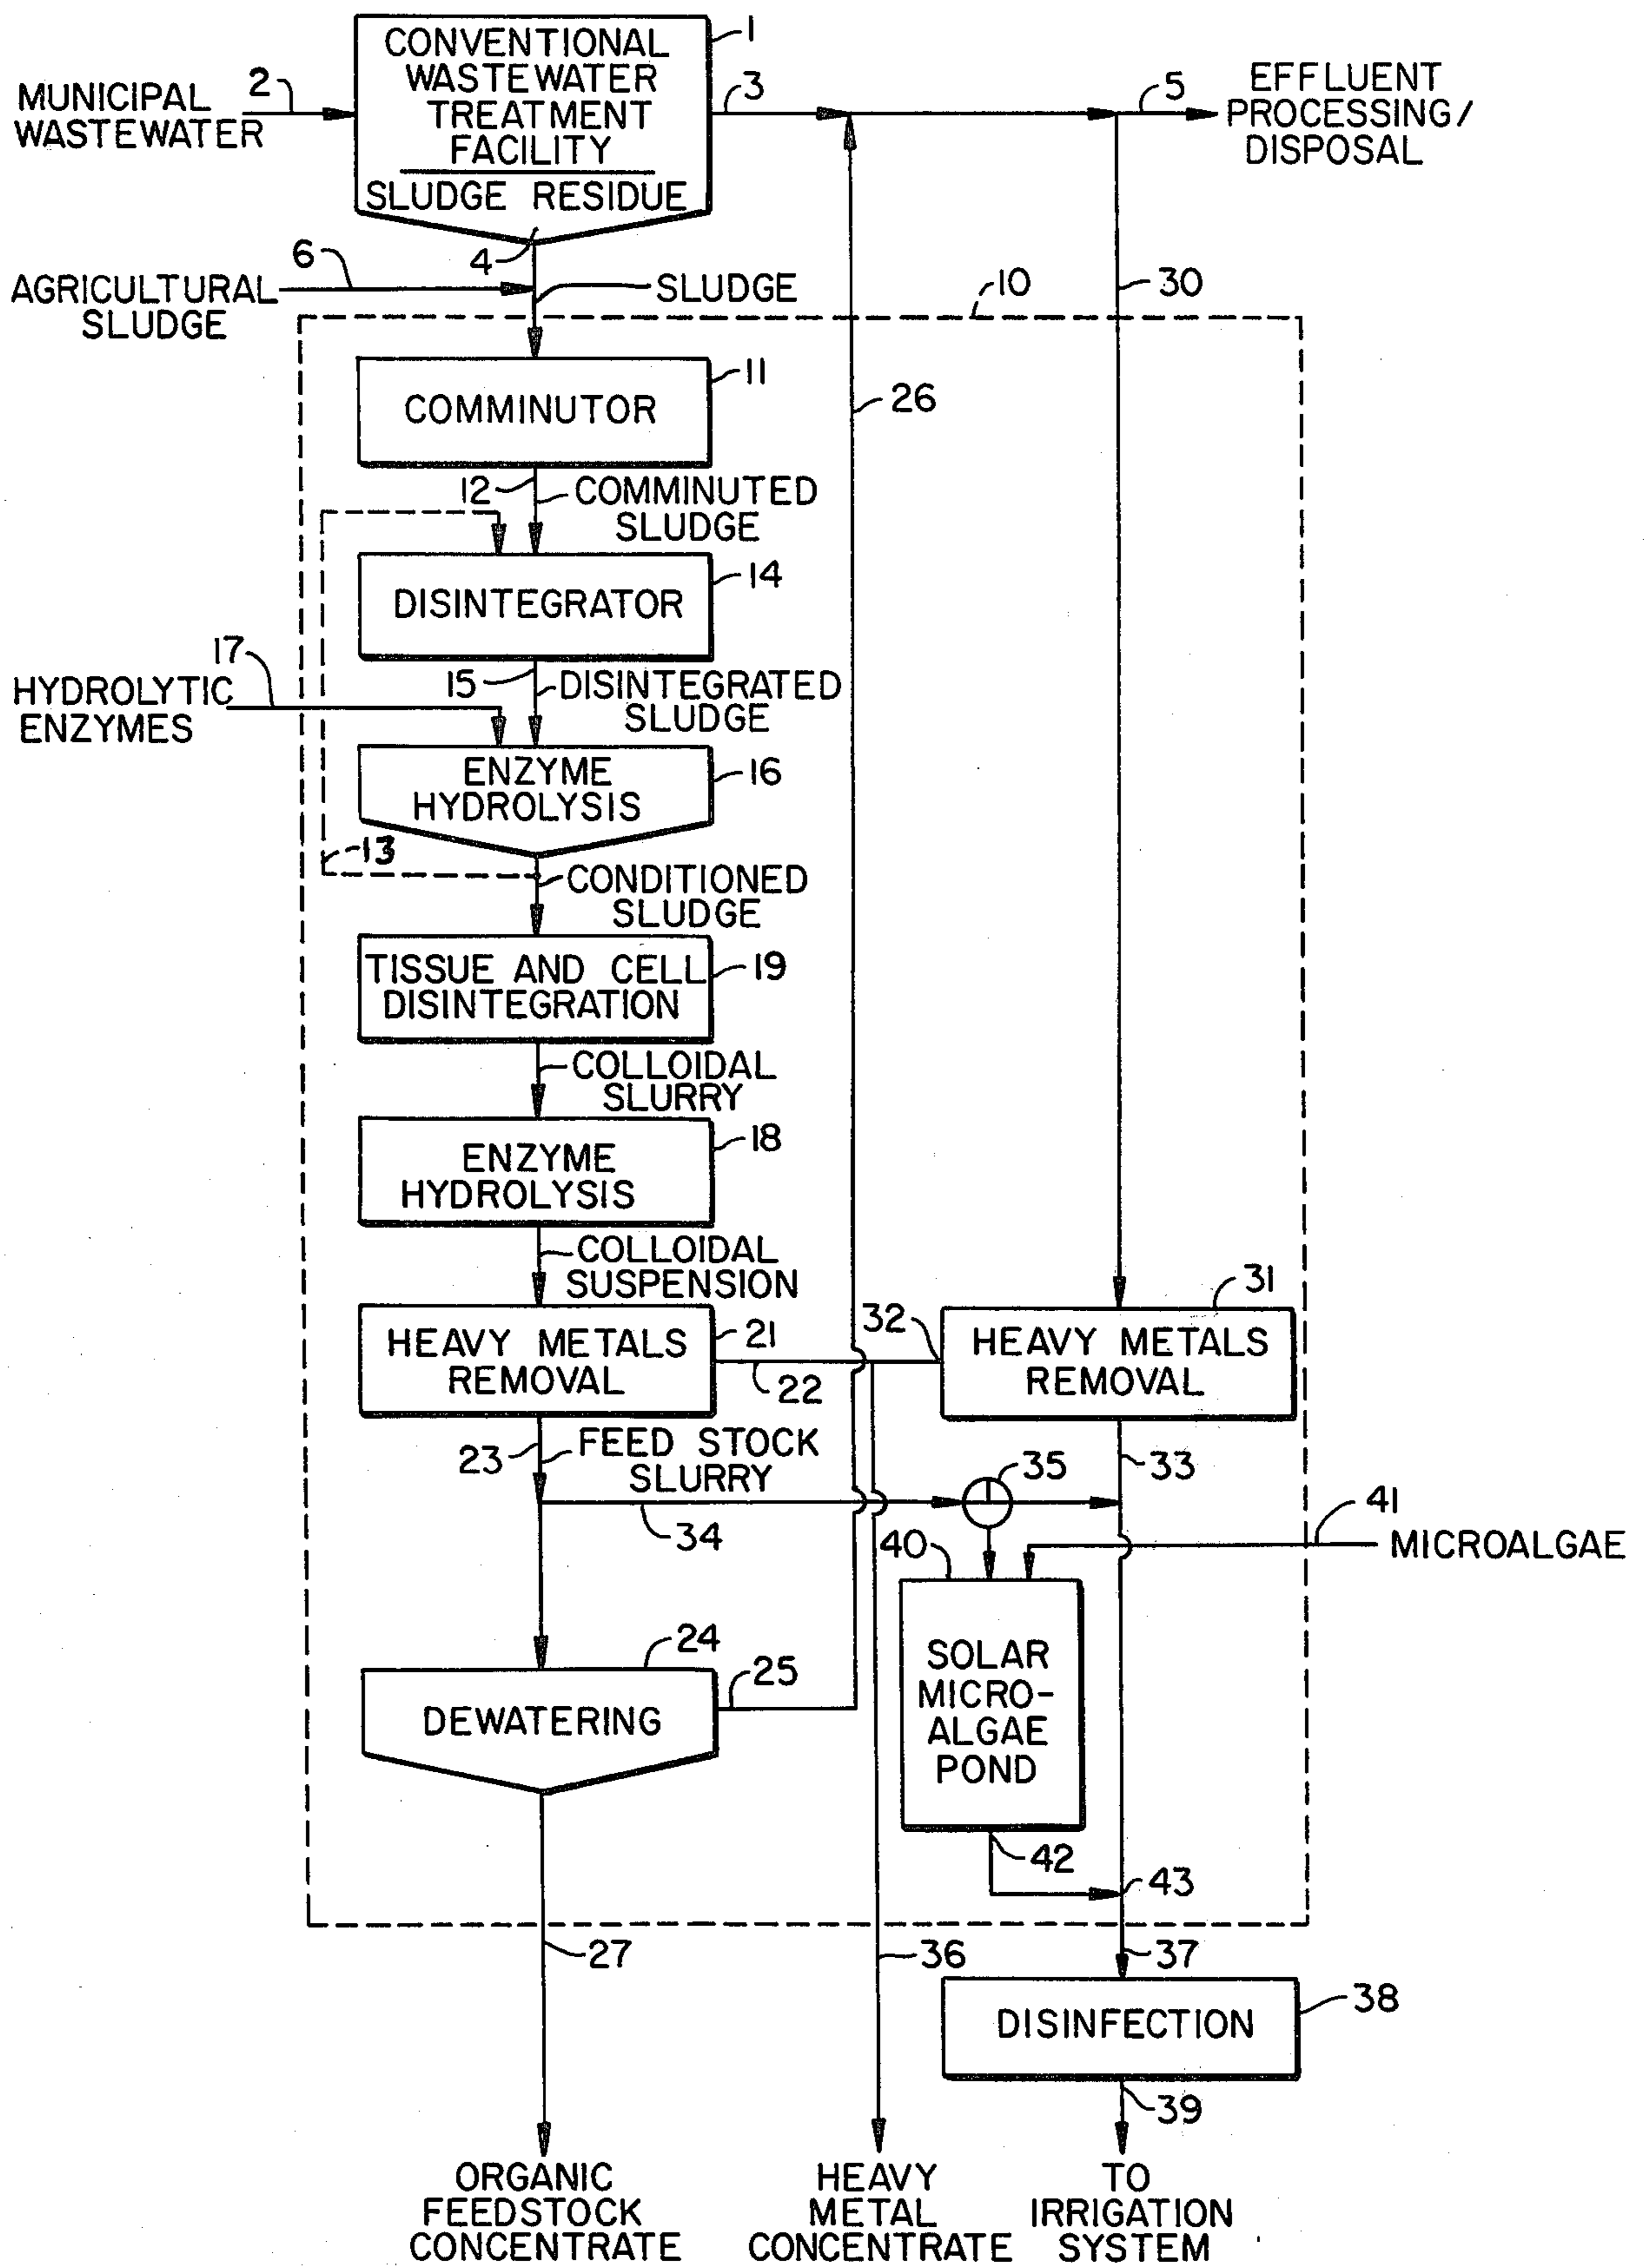 1
CONVENTIONAL
WASTEWATER
TREATMENT
FACILITY
SLUDGE RESIDUE
2
MUNICIPAL
WASTEWATER
3
5
EFFLUENT
PROCESSING/
DISPOSAL
4
6
AGRICULTURAL
SLUDGE
SLUDGE
10
30
11
COMMINUTOR
26
12
COMMINUTED
SLUDGE
14
DISINTEGRATOR
17
HYDROLYTIC
ENZYMES
15
DISINTEGRATED
SLUDGE
16
ENZYME
HYDROLYSIS
13
CONDITIONED
SLUDGE
19
TISSUE AND CELL
DISINTEGRATION
COLLOIDAL
SLURRY
18
ENZYME
HYDROLYSIS
COLLOIDAL
SUSPENSION
21
HEAVY METALS
REMOVAL
22
32
31
HEAVY METALS
REMOVAL
23
FEED STOCK
SLURRY
34
35
33
41
MICROALGAE
40
SOLAR
MICRO-
ALGAE
POND
24
25
DEWATERING
42
43
27
36
37
38
DISINFECTION
39
ORGANIC
FEEDSTOCK
CONCENTRATE
HEAVY
METAL
CONCENTRATE
TO
IRRIGATION
SYSTEM